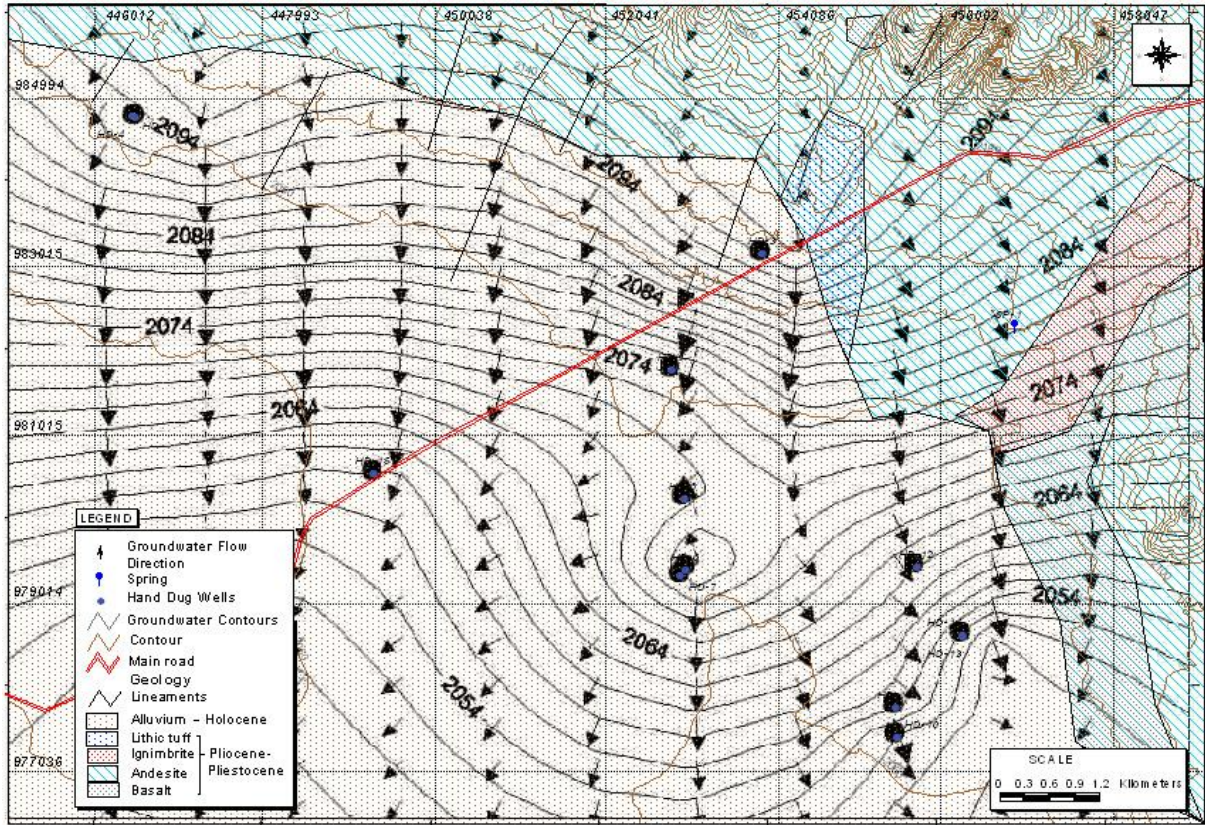 446012 447993 450038 452041 454086 456002 458047
984994
2094
2094
2084
2084
983015
2084
2084
2074
2074
2074
2064
981015
2064
LEGEND
Groundwater Flow
Direction
Spring
Hand Dug Wells
Groundwater Contours
Contour
Main road
Geology
Lineaments
Alluvium - Holocene
Lithic tuff
Ignimbrite - Pliocene-
Andesite Pliestocene
Basalt
979014
2054
2064
2054
977036
SCALE
0 0.3 0.6 0.9 1.2 Kilometers